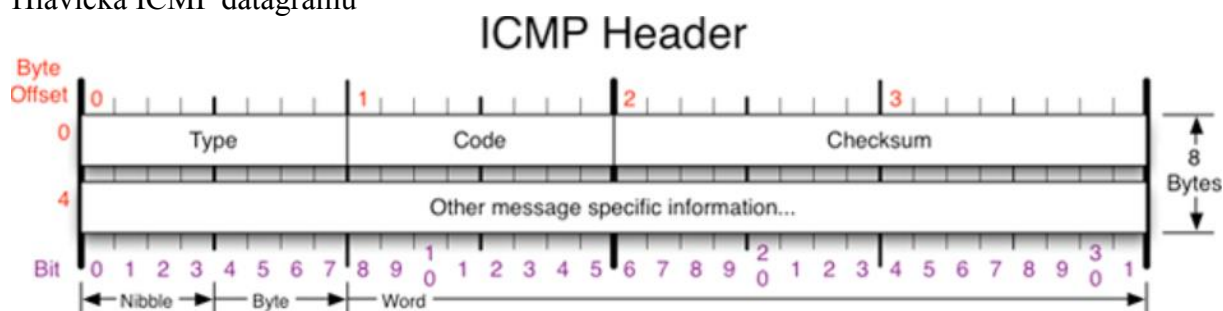 Hlavička ICMP datagramu
ICMP Header
Byte
Offset 0 1 2 3
0 Type Code Checksum
8
Bytes
4 Other message specific information...
Bit 0 1 2 3 4 5 6 7 8 9 10 1 2 3 4 5 6 7 8 9 20 1 2 3 4 5 6 7 8 9 30 1
Nibble Byte Word